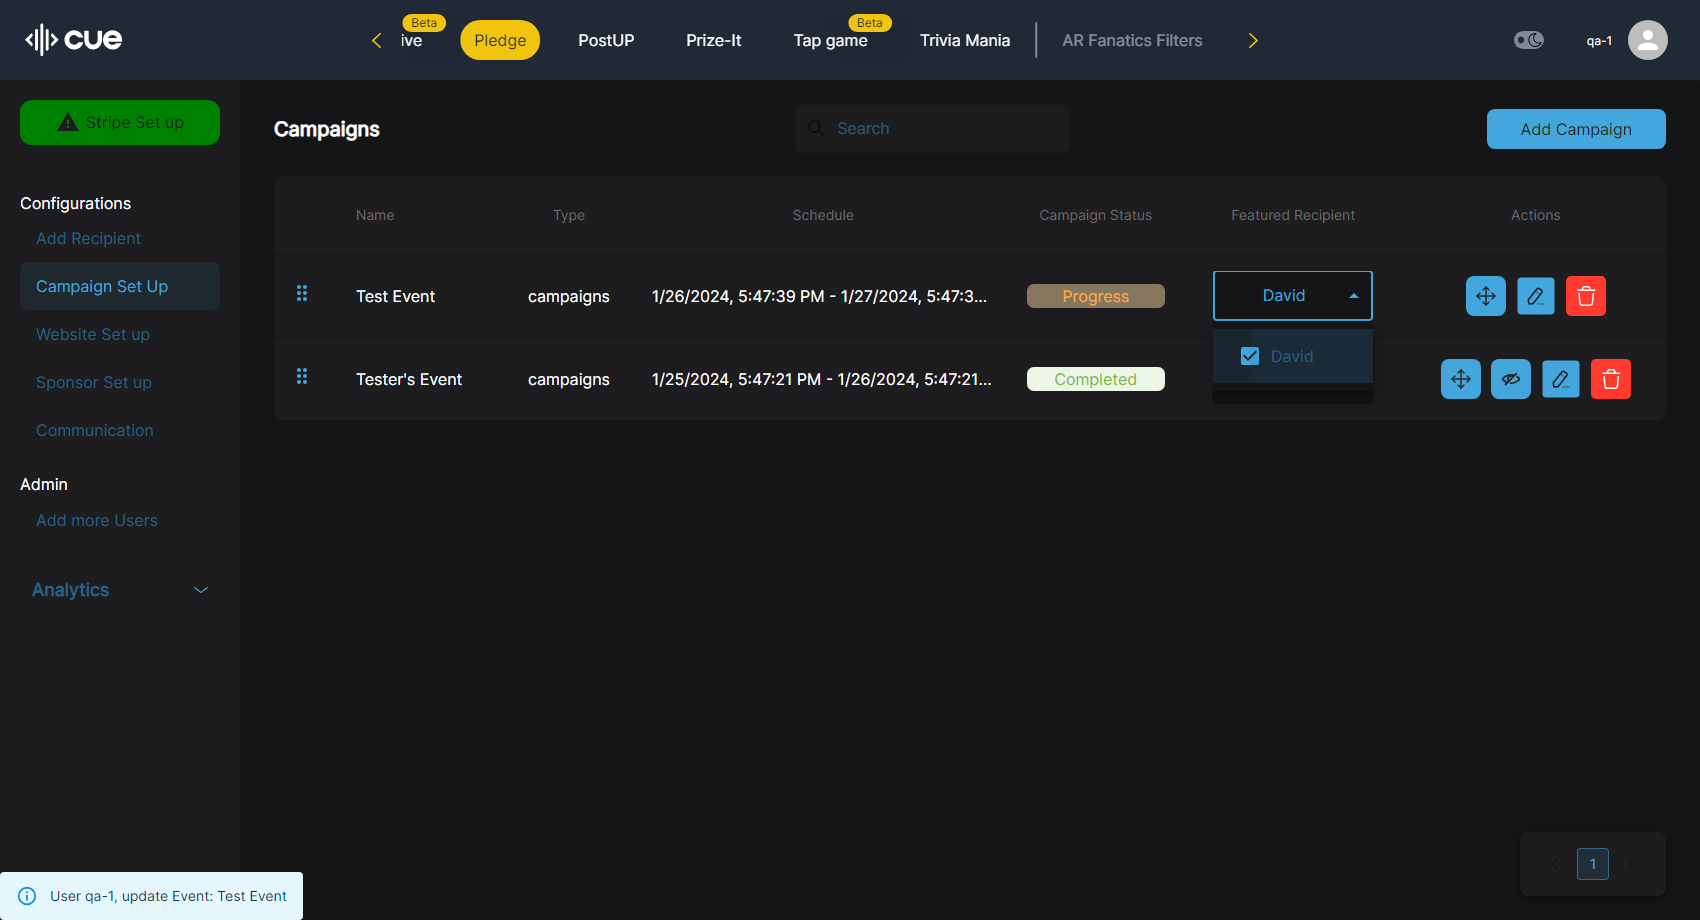 cue
Beta
ive
Pledge
PostUP
Prize-It
Beta
Tap game
Trivia Mania
AR Fanatics Filters
qa-1
Stripe Set up
Configurations
Add Recipient
Campaign Set Up
Website Set up
Sponsor Set up
Communication
Admin
Add more Users
Analytics
Campaigns
Search
Add Campaign
Name Type Schedule Campaign Status Featured Recipient Actions
Test Event campaigns 1/26/2024, 5:47:39 PM - 1/27/2024, 5:47:3... Progress David
David
Tester's Event campaigns 1/25/2024, 5:47:21 PM - 1/26/2024, 5:47:21... Completed
1
User qa-1, update Event: Test Event